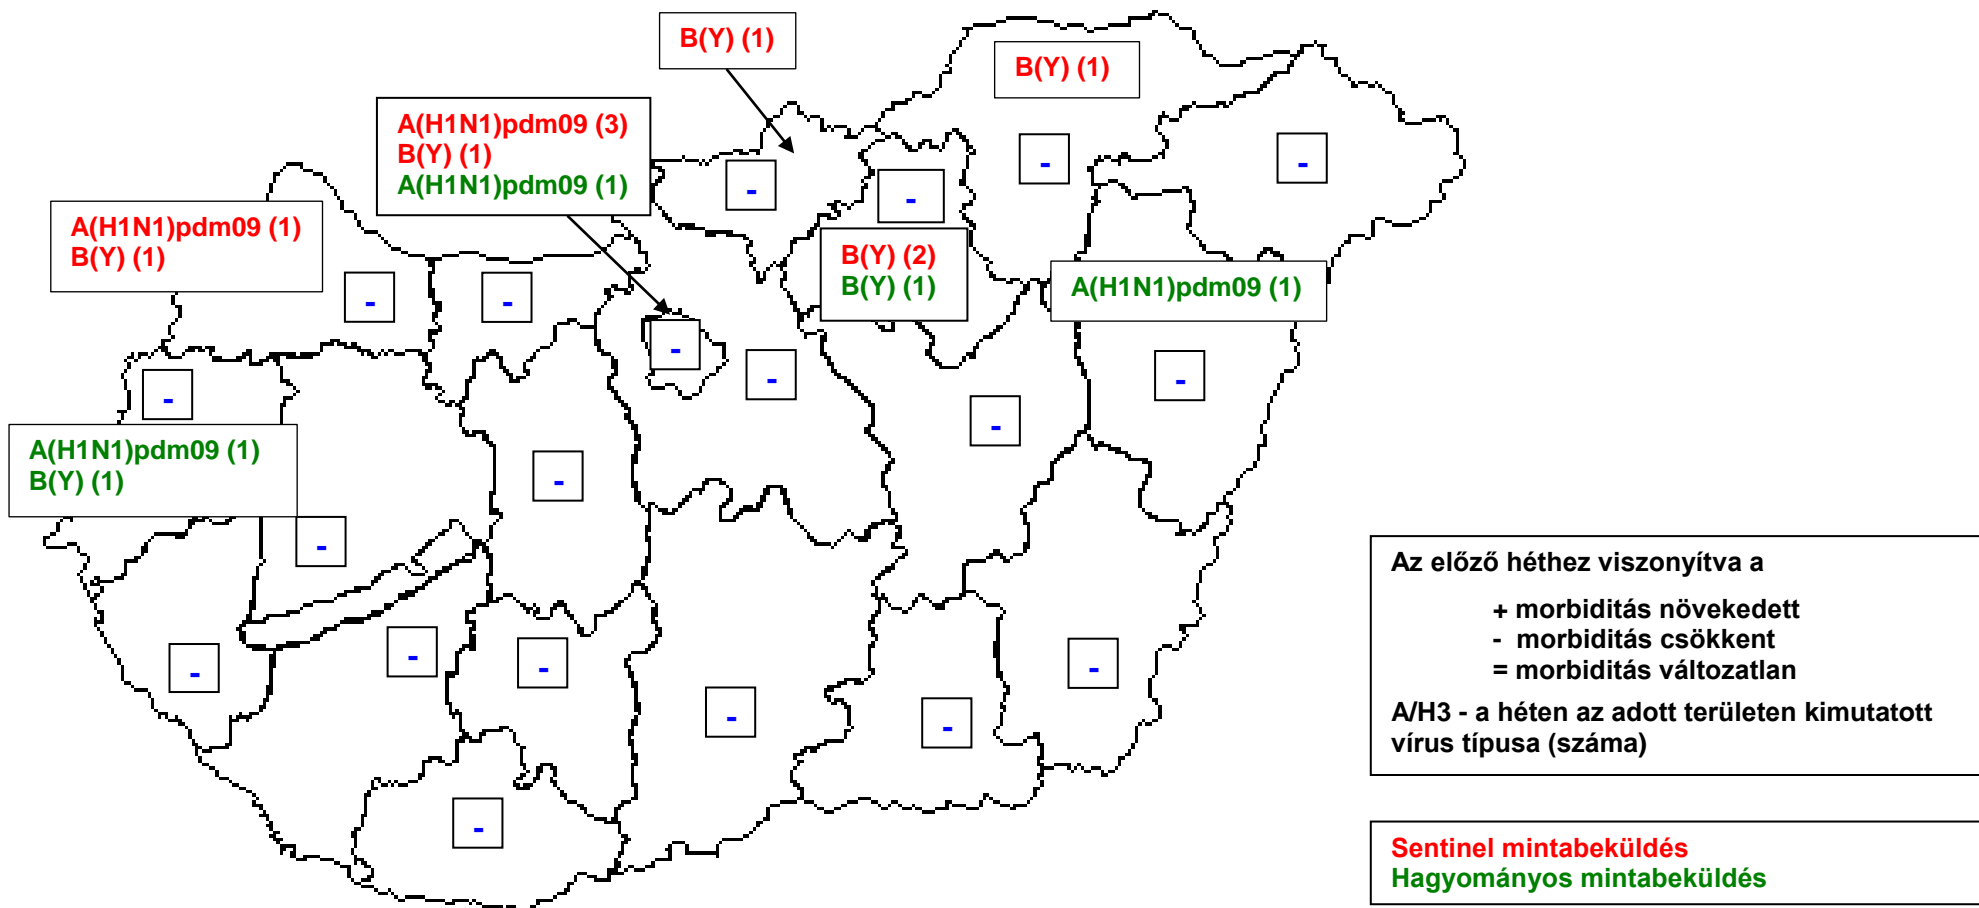 B(Y) (1)
B(Y) (1)
A(H1N1)pdm09 (3)
B(Y) (1)
A(H1N1)pdm09 (1)
-
-
-
-
A(H1N1)pdm09 (1)
B(Y) (1)
B(Y) (2)
B(Y) (1)
A(H1N1)pdm09 (1)
-
-
-
-
-
-
-
A(H1N1)pdm09 (1)
B(Y) (1)
-
-
-
-
-
-
-
-
-
Az előző héthez viszonyítva a
+ morbiditás növekedett
- morbiditás csökkent
= morbiditás változatlan
A/H3 - a héten az adott területen kimutatott
vírus típusa (száma)
Sentinel mintabeküldés
Hagyományos mintabeküldés